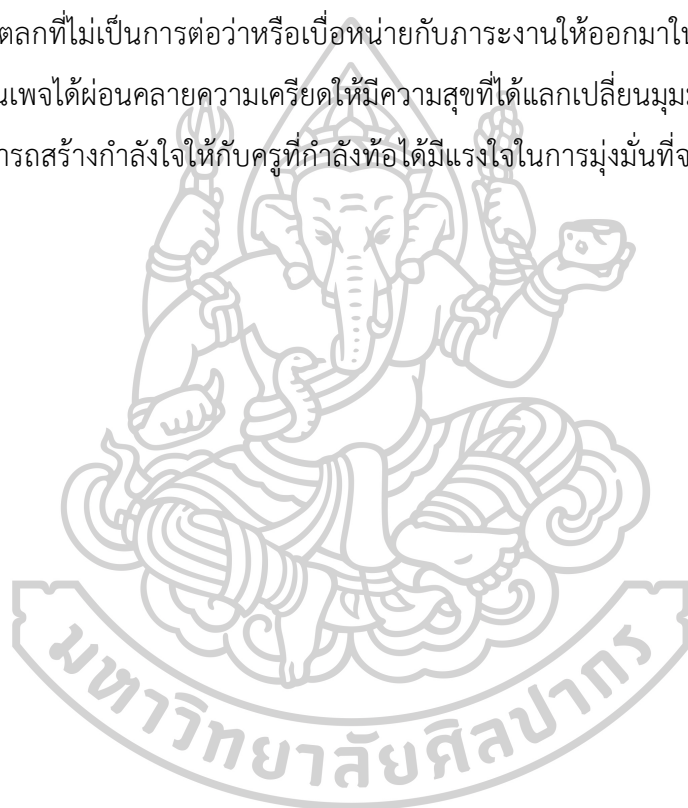 ตลกที่ไม่เป็นการต่อว่าหรือเบื่อหน่ายกับภาระงานให้ออกมาใน
นเพจได้ผ่อนคลายความเครียดให้มีความสุขที่ได้แลกเปลี่ยนมุมม
ารถสร้างกำลังใจให้กับครูที่กำลังท้อได้มีแรงใจในการมุ่งมั่นที่จ
มหาวิทยาลัยศิลปากร